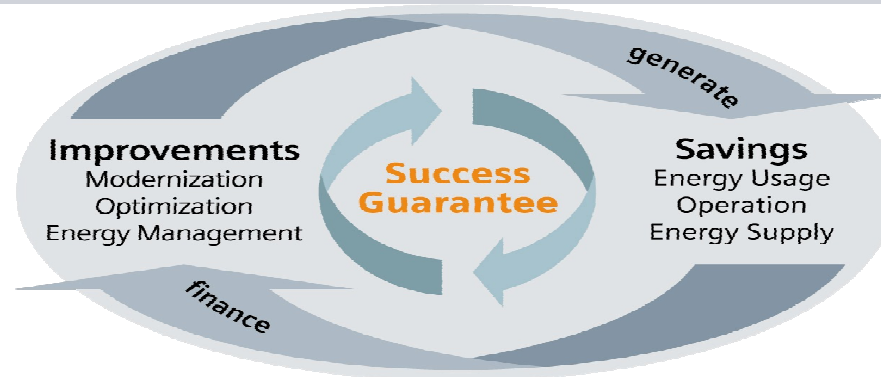 generate
Improvements
Modernization
Optimization
Energy Management
Success
Guarantee
Savings
Energy Usage
Operation
Energy Supply
finance